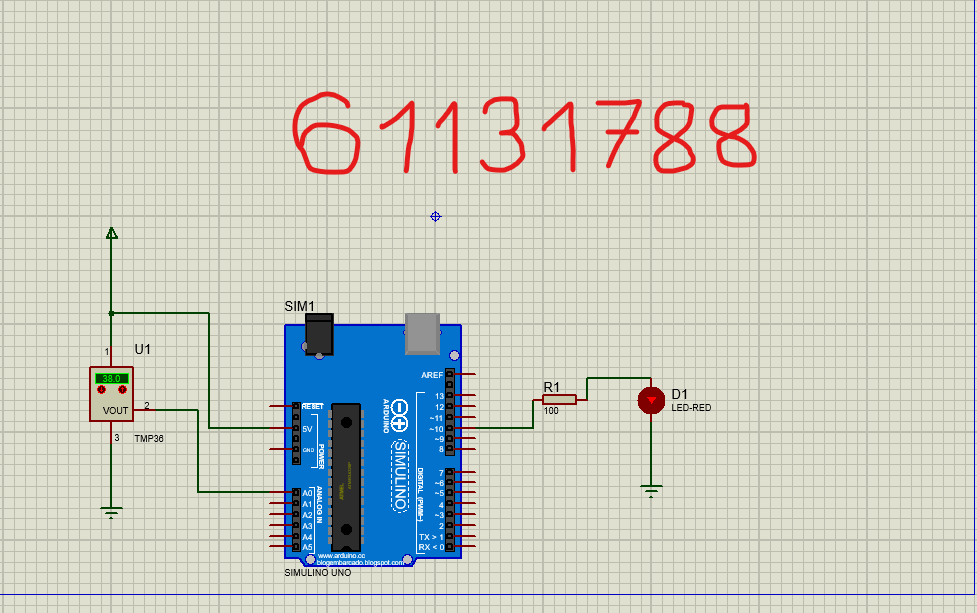 61131788
SIM1
U1
1
38.0
VOUT
2
3
TMP36
RESET
5V
GND
POWER
A0
A1
A2
A3
A4
A5
ANALOG IN
ARDUINO
SIMULINO
AREF
13
12
~11
~10
~9
8
7
~6
~5
4
~3
2
TX > 1
RX < 0
DIGITAL (PWM~)
www.arduino.cc
blogembarcado.blogspot.com
SIMULINO UNO
R1
100
D1
LED-RED